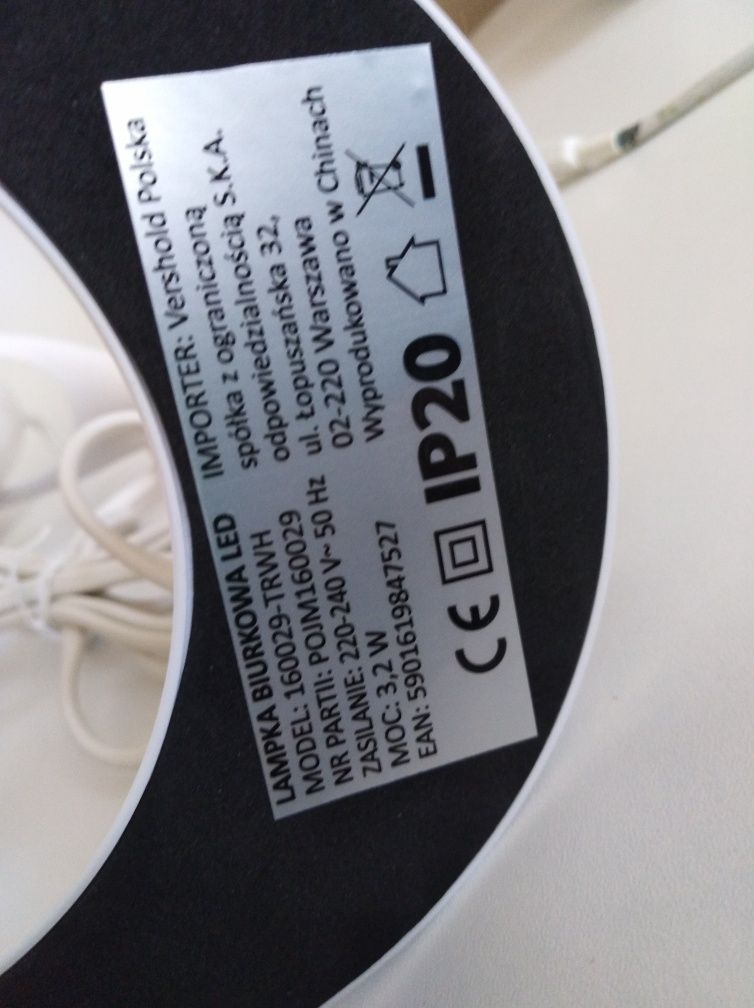 LAMPKA BIURKOWA LED
MODEL: 160029-TRWH
NR PARTII: POJM160029
ZASILANIE: 220-240 V~ 50 Hz
MOC: 3,2 W
EAN: 5901619847527
IMPORTER: Vershold Polska
spółka z ograniczoną
odpowiedzialnością S.K.A.
ul. Łopuszańska 32,
02-220 Warszawa
Wyprodukowano w Chinach
CE IP20